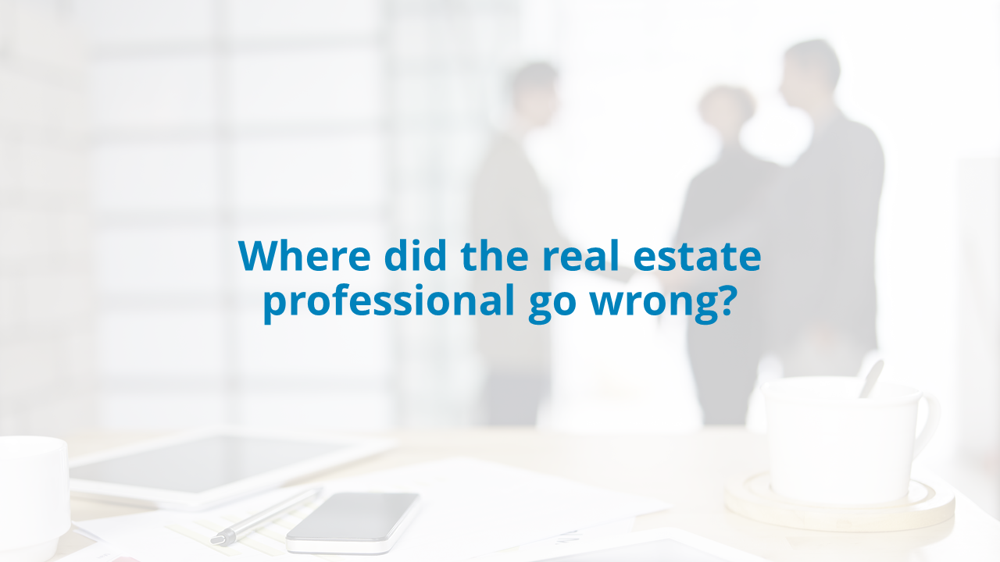 Where did the real estate
professional go wrong?